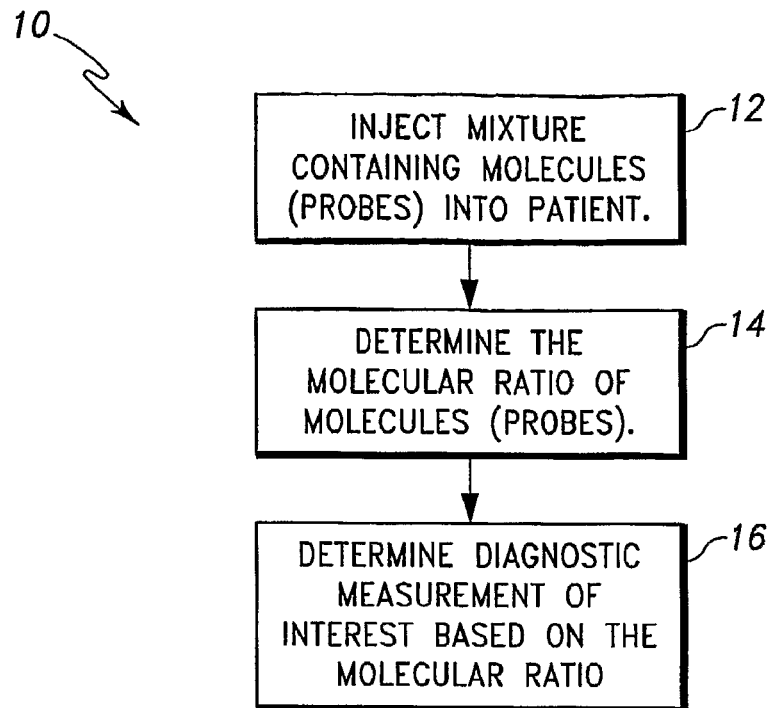 10
12
INJECT MIXTURE
CONTAINING MOLECULES
(PROBES) INTO PATIENT.
14
DETERMINE THE
MOLECULAR RATIO OF
MOLECULES (PROBES).
16
DETERMINE DIAGNOSTIC
MEASUREMENT OF
INTEREST BASED ON THE
MOLECULAR RATIO